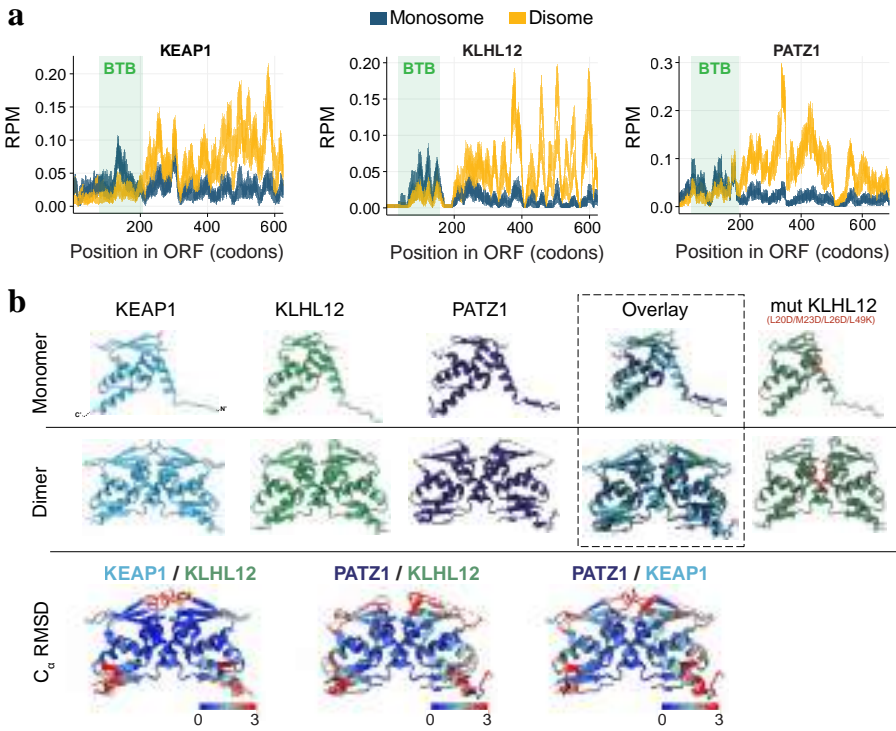 a
Monosome Disome
KEAP1 KLHL12 PATZ1
BTB BTB BTB
RPM RPM RPM
0.20 0.15 0.10 0.05 0.00
0.20 0.15 0.10 0.05 0.00
0.3 0.2 0.1 0.0
200 400 600 200 400 600 200 400 600
Position in ORF (codons) Position in ORF (codons) Position in ORF (codons)
b
KEAP1 KLHL12 PATZ1 Overlay mut KLHL12
(L20D/M23D/L26D/L49K)
Monomer
C' N'
Dimer
KEAP1 / KLHL12 PATZ1 / KLHL12 PATZ1 / KEAP1
Cα RMSD
0 3 0 3 0 3